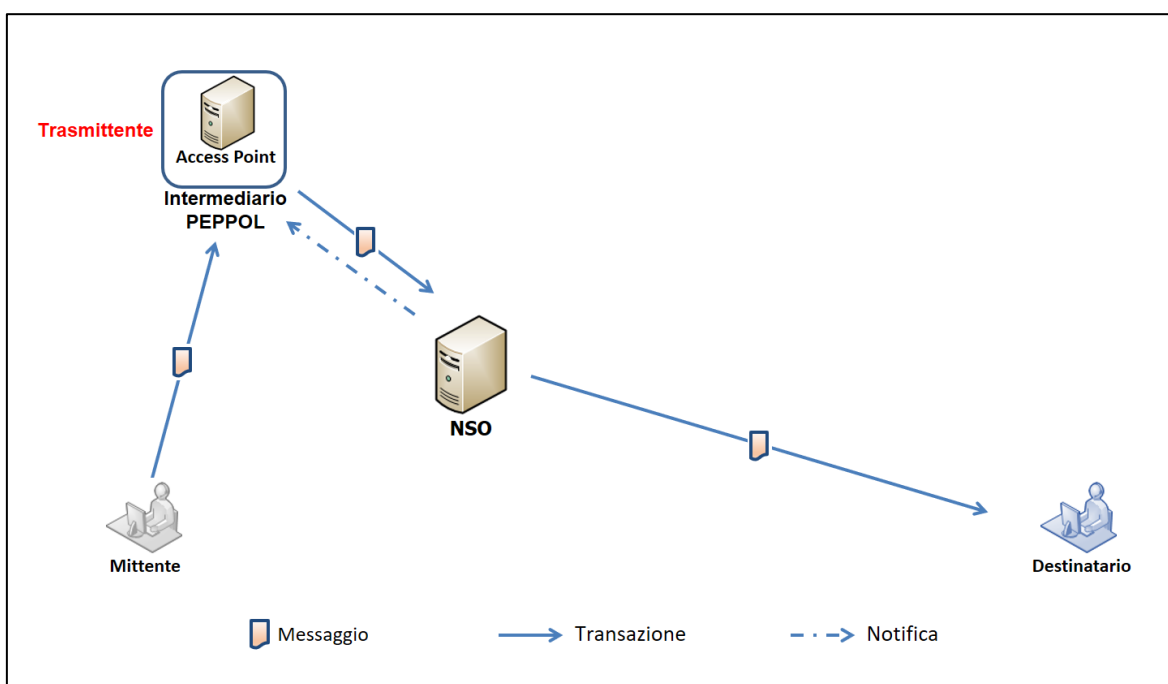 Trasmittente
Access Point
Intermediario
PEPPOL
NSO
Mittente
Destinatario
Messaggio
Transazione
Notifica